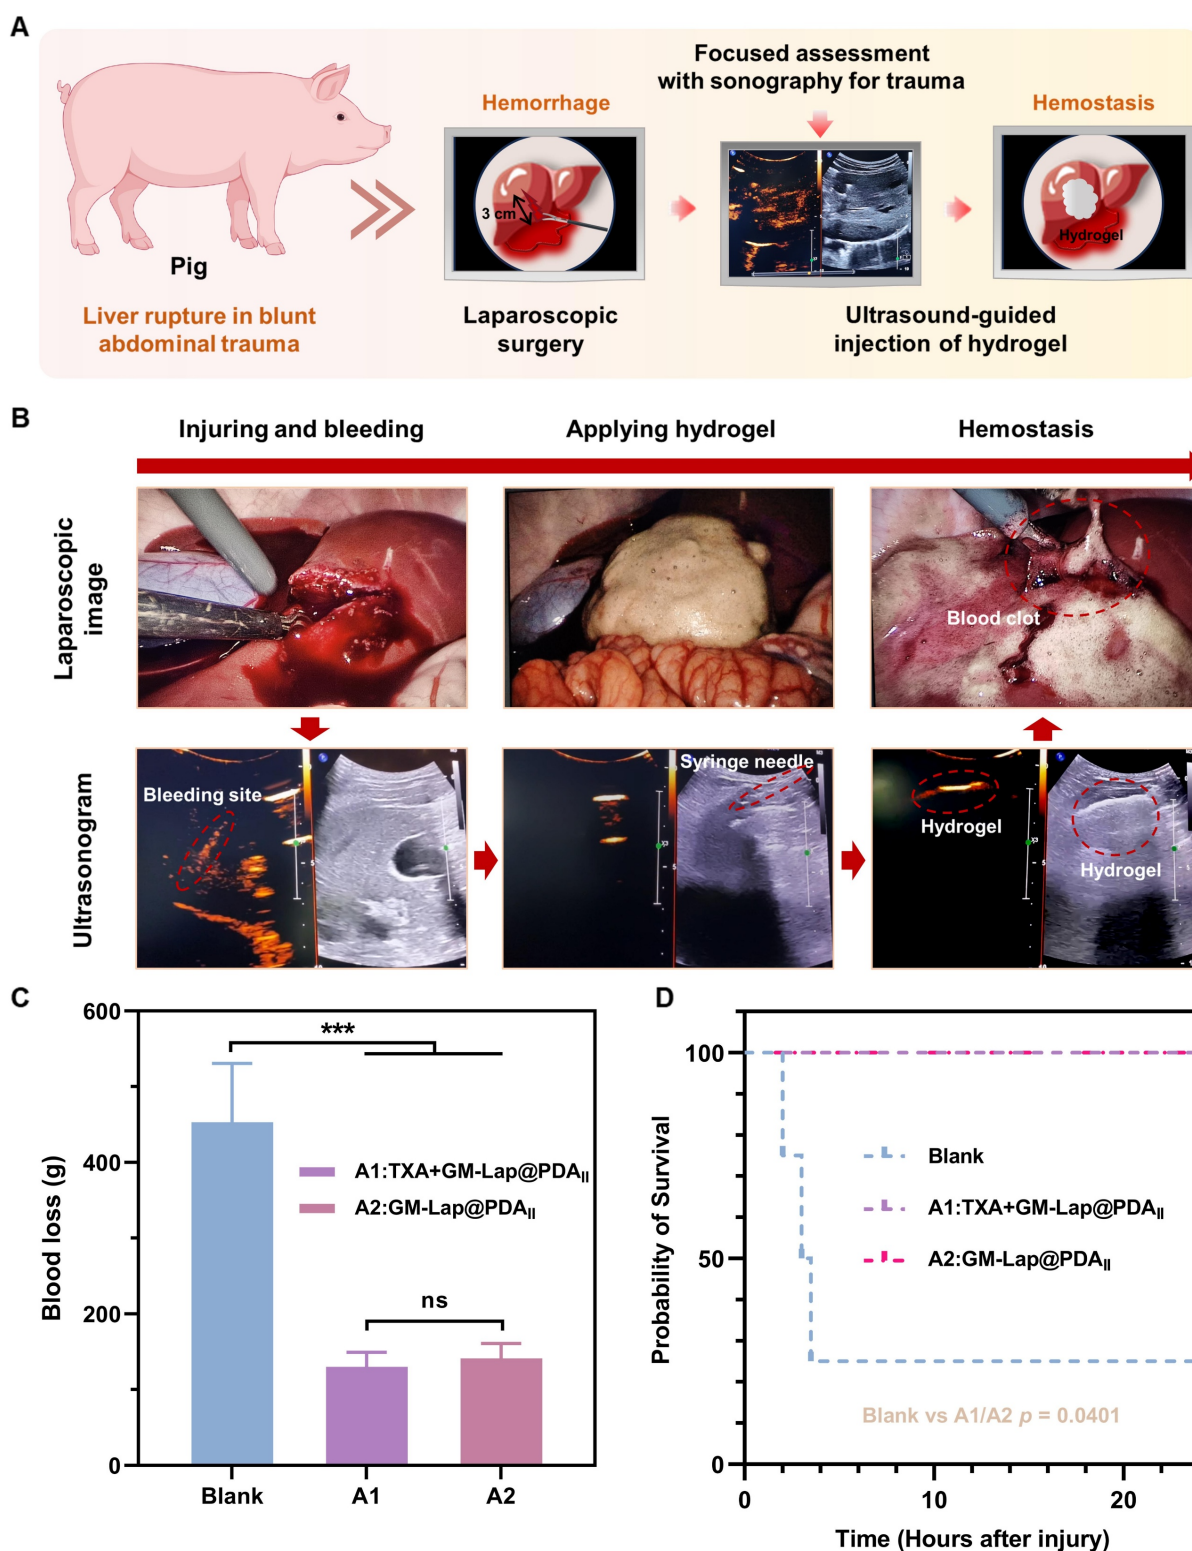 A
Focused assessment
with sonography for trauma
Hemorrhage
Hemostasis
3 cm
Hydrogel
Pig
Liver rupture in blunt
abdominal trauma
Laparoscopic
surgery
Ultrasound-guided
injection of hydrogel
B
Injuring and bleeding
Applying hydrogel
Hemostasis
Laparoscopic
image
Blood clot
Ultrasonogram
Bleeding site
Syringe needle
Hydrogel
Hydrogel
C
Blood loss (g)
600
400
200
0
***
A1:TXA+GM-Lap@PDA_II
A2:GM-Lap@PDA_II
ns
Blank
A1
A2
D
Probability of Survival
100
50
0
Blank
A1:TXA+GM-Lap@PDA_II
A2:GM-Lap@PDA_II
Blank vs A1/A2 p = 0.0401
0
10
20
Time (Hours after injury)